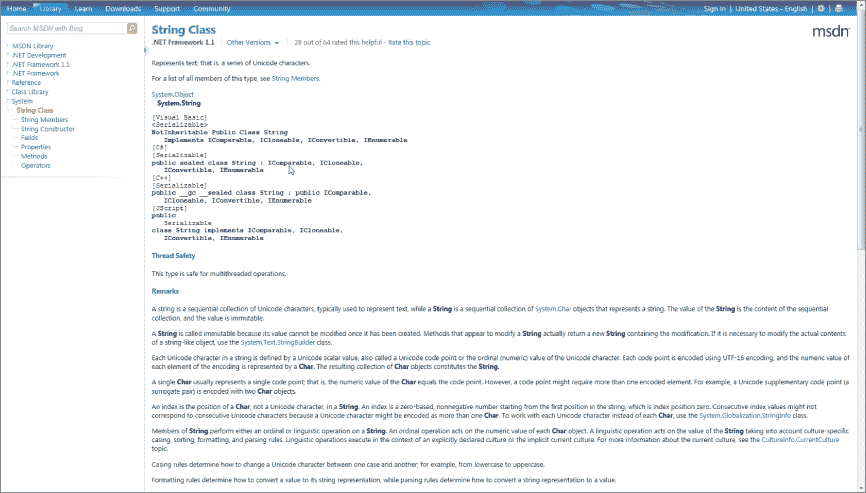 Home Library Learn Downloads Support Community Sign in | United States - English
Search MSDN with Bing
MSDN Library
.NET Development
.NET Framework 1.1
.NET Framework
Reference
Class Library
System
String Class
String Members
String Constructor
Fields
Properties
Methods
Operators
String Class
msdn
.NET Framework 1.1 | Other Versions | 28 out of 64 rated this helpful - Rate this topic
Represents text; that is, a series of Unicode characters.
For a list of all members of this type, see String Members.
System.Object
System.String
[Visual Basic]
<Serializable>
NotInheritable Public Class String
Implements IComparable, ICloneable, IConvertible, IEnumerable
[C#]
[Serializable]
public sealed class String : IComparable, ICloneable,
IConvertible, IEnumerable
[C++]
[Serializable]
public __gc __sealed class String : public IComparable,
ICloneable, IConvertible, IEnumerable
[JScript]
public
Serializable
class String implements IComparable, ICloneable,
IConvertible, IEnumerable
Thread Safety
This type is safe for multithreaded operations.
Remarks
A string is a sequential collection of Unicode characters, typically used to represent text, while a String is a sequential collection of System.Char objects that represents a string. The value of the String is the content of the sequential
collection, and the value is immutable.
A String is called immutable because its value cannot be modified once it has been created. Methods that appear to modify a String actually return a new String containing the modification. If it is necessary to modify the actual contents
of a string-like object, use the System.Text.StringBuilder class.
Each Unicode character in a string is defined by a Unicode scalar value, also called a Unicode code point or the ordinal (numeric) value of the Unicode character. Each code point is encoded using UTF-16 encoding, and the numeric value of
each element of the encoding is represented by a Char. The resulting collection of Char objects constitutes the String.
A single Char usually represents a single code point; that is, the numeric value of the Char equals the code point. However, a code point might require more than one encoded element. For example, a Unicode supplementary code point (a
surrogate pair) is encoded with two Char objects.
An index is the position of a Char, not a Unicode character, in a String. An index is a zero-based, nonnegative number starting from the first position in the string, which is index position zero. Consecutive index values might not
correspond to consecutive Unicode characters because a Unicode character might be encoded as more than one Char. To work with each Unicode character instead of each Char, use the System.Globalization.StringInfo class.
Members of String perform either an ordinal or linguistic operation on a String. An ordinal operation acts on the numeric value of each Char object. A linguistic operation acts on the value of the String taking into account culture-specific
casing, sorting, formatting, and parsing rules. Linguistic operations execute in the context of an explicitly declared culture or the implicit current culture. For more information about the current culture, see the CultureInfo.CurrentCulture
topic.
Casing rules determine how to change a Unicode character between one case and another; for example, from lowercase to uppercase.
Formatting rules determine how to convert a value to its string representation, while parsing rules determine how to convert a string representation to a value.